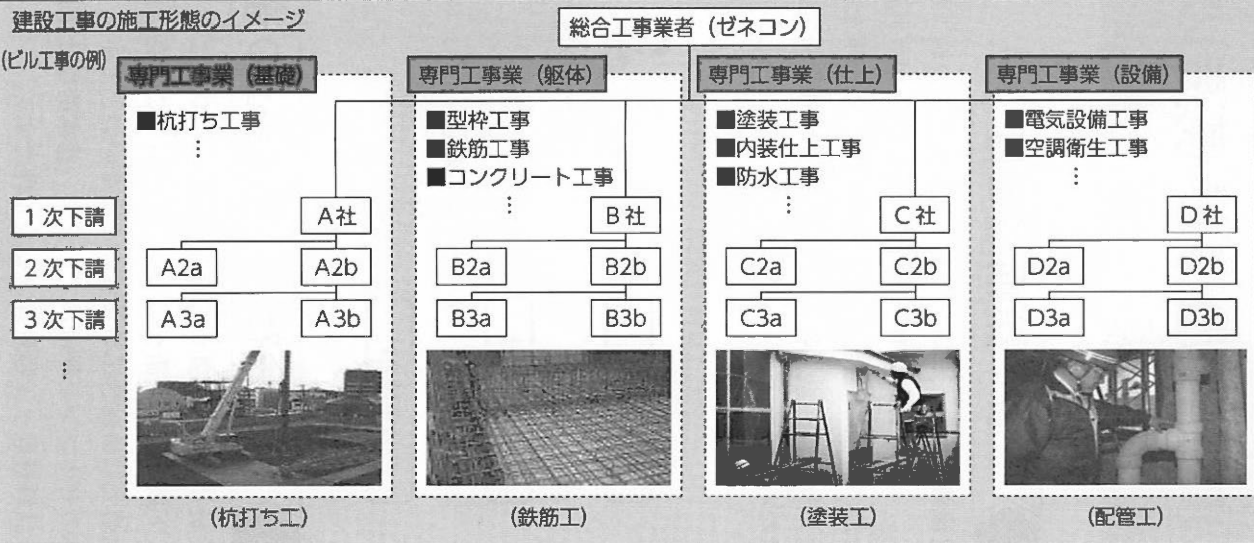 建設工事の施工形態のイメージ
(ビル工事の例)
総合工事業者（ゼネコン）
専門工事業（基礎）
専門工事業（躯体）
専門工事業（仕上）
専門工事業（設備）
■杭打ち工事
⋮
■型枠工事
■鉄筋工事
■コンクリート工事
⋮
■塗装工事
■内装仕上工事
■防水工事
⋮
■電気設備工事
■空調衛生工事
⋮
1次下請 A社 B社 C社 D社
2次下請 A2a A2b B2a B2b C2a C2b D2a D2b
3次下請 A3a A3b B3a B3b C3a C3b D3a D3b
⋮
(杭打ち工) (鉄筋工) (塗装工) (配管工)